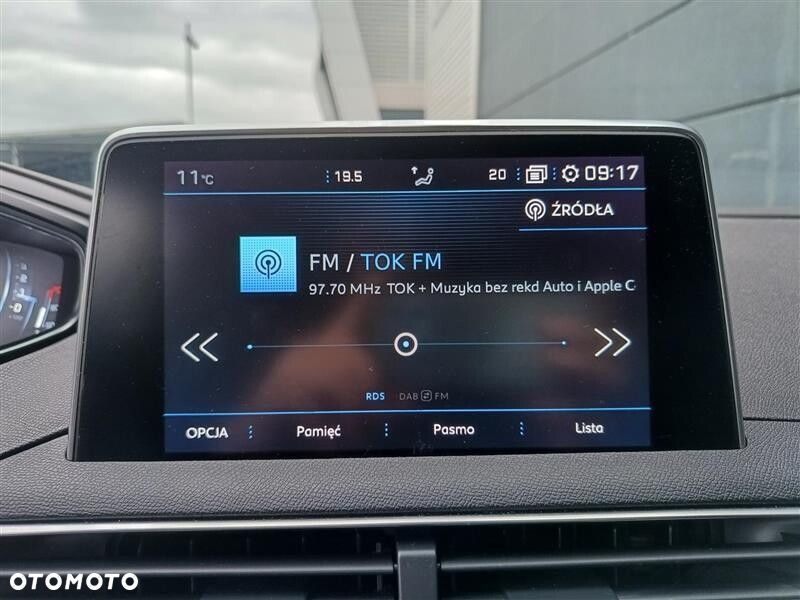 11°C 19.5 20 09:17
ŹRÓDŁA
FM / TOK FM
97.70 MHz TOK + Muzyka bez rekd Auto i Apple C
RDS DAB FM
OPCJA Pamięć Pasmo Lista
OTOMOTO